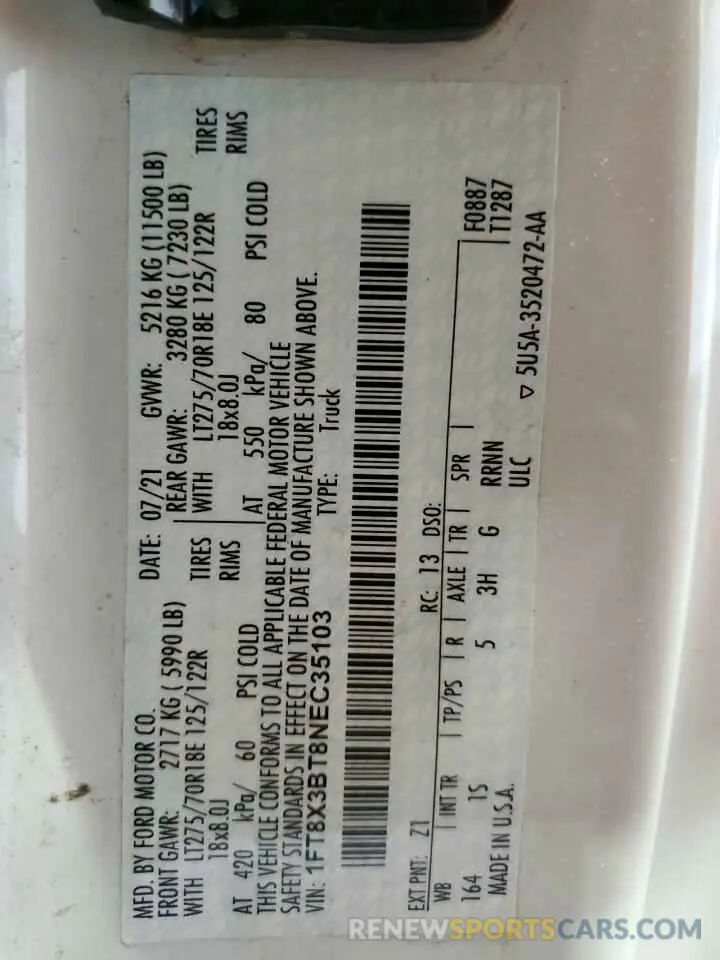 MFD. BY FORD MOTOR CO.
DATE: 07/21 GVWR: 5216 KG (11500 LB)
FRONT GAWR: 2717 KG ( 5990 LB)
REAR GAWR: 3280 KG ( 7230 LB)
WITH LT275/70R18E 125/122R TIRES
WITH LT275/70R18E 125/122R TIRES
18x8.0J RIMS
18x8.0J RIMS
AT 420 kPa/ 60 PSI COLD
AT 550 kPa/ 80 PSI COLD
THIS VEHICLE CONFORMS TO ALL APPLICABLE FEDERAL MOTOR VEHICLE
SAFETY STANDARDS IN EFFECT ON THE DATE OF MANUFACTURE SHOWN ABOVE.
VIN: 1FT8X3BT8NEC35103 TYPE: Truck
EXT PNT: Z1 RC: 13 DSO:
WB INT TR TP/PS R AXLE TR SPR F0887
164 1S 5 3H G RRNN T1287
MADE IN U.S.A. ULC ▽ 5U5A-3520472-AA
RENEWSPORTSCARS.COM